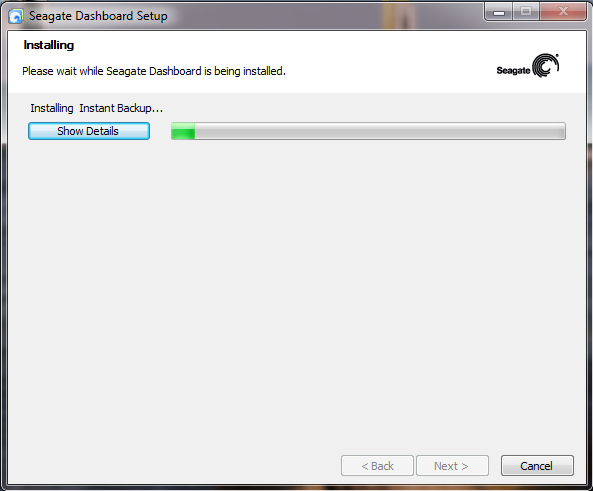 Seagate Dashboard Setup
Installing
Please wait while Seagate Dashboard is being installed.
Seagate
Installing Instant Backup...
Show Details
< Back
Next >
Cancel